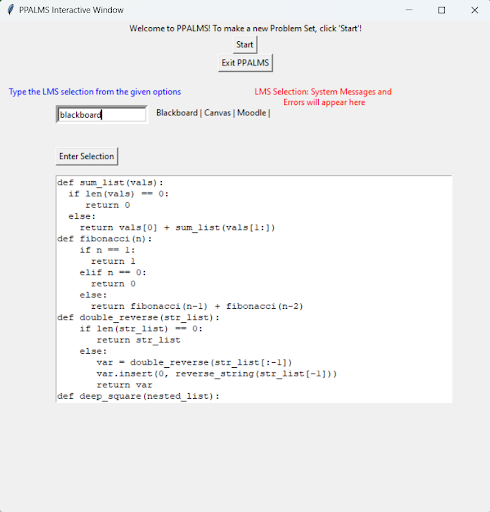 PPALMS Interactive Window
Welcome to PPALMS! To make a new Problem Set, click 'Start'!
Start
Exit PPALMS
Type the LMS selection from the given options
LMS Selection: System Messages and
Errors will appear here
blackboard
Blackboard | Canvas | Moodle |
Enter Selection
def sum_list(vals):
  if len(vals) == 0:
     return 0
  else:
    return vals[0] + sum_list(vals[1:])
def fibonacci(n):
    if n == 1:
      return 1
    elif n == 0:
      return 0
    else:
      return fibonacci(n-1) + fibonacci(n-2)
def double_reverse(str_list):
    if len(str_list) == 0:
       return str_list
    else:
       var = double_reverse(str_list[:-1])
       var.insert(0, reverse_string(str_list[-1]))
       return var
def deep_square(nested_list):